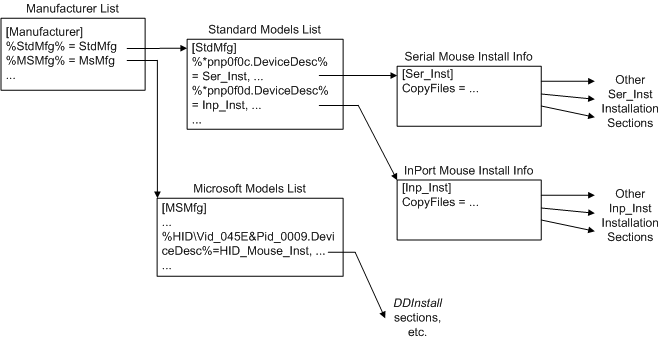 Manufacturer List
[Manufacturer]
%StdMfg% = StdMfg
%MSMfg% = MsMfg
...
Standard Models List
[StdMfg]
%*pnp0f0c.DeviceDesc%
= Ser_Inst, ...
%*pnp0f0d.DeviceDesc%
= Inp_Inst, ...
...
Serial Mouse Install Info
[Ser_Inst]
CopyFiles = ...
Other
Ser_Inst
Installation
Sections
InPort Mouse Install Info
[Inp_Inst]
CopyFiles = ...
Other
Inp_Inst
Installation
Sections
Microsoft Models List
[MSMfg]
...
%HID\Vid_045E&Pid_0009.Devi
ceDesc%=HID_Mouse_Inst, ...
...
DDInstall
sections,
etc.